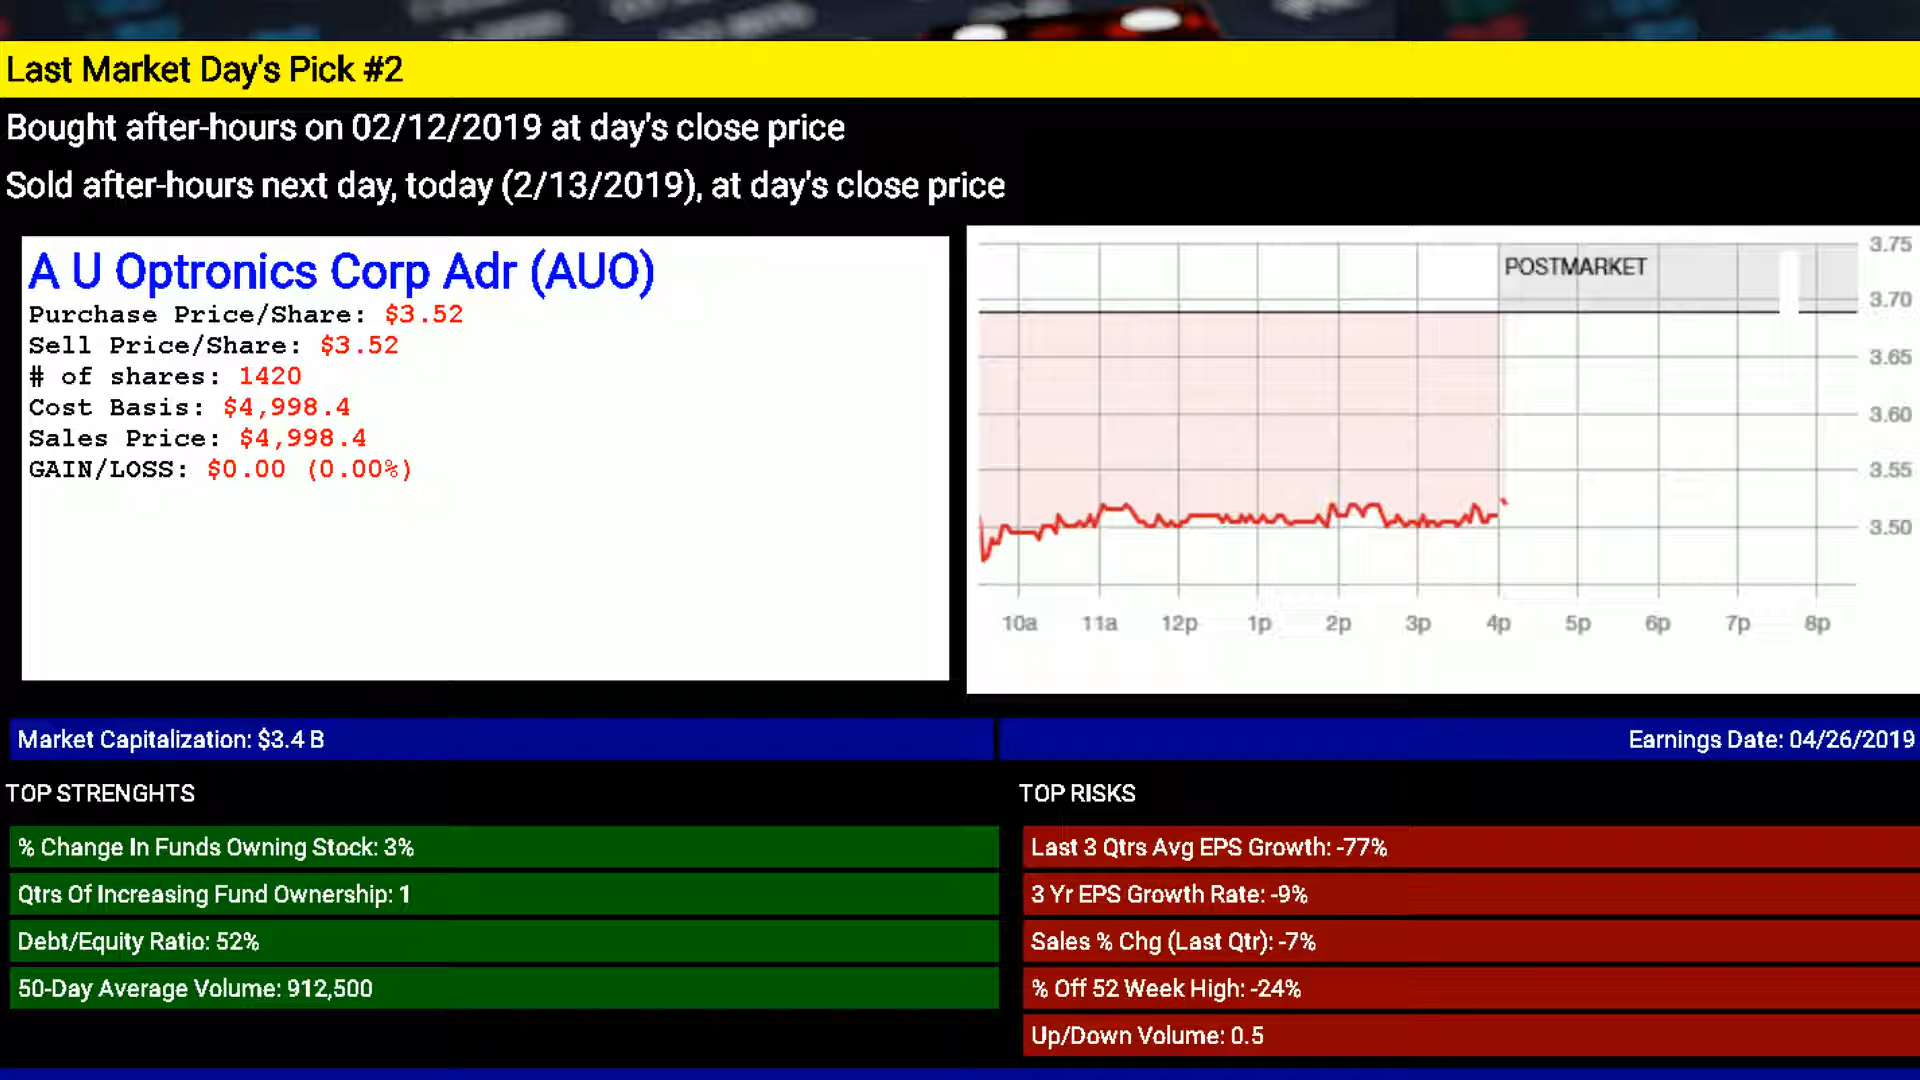 Last Market Day's Pick #2
Bought after-hours on 02/12/2019 at day's close price
Sold after-hours next day, today (2/13/2019), at day's close price
A U Optronics Corp Adr (AUO)
Purchase Price/Share: $3.52
Sell Price/Share: $3.52
# of shares: 1420
Cost Basis: $4,998.4
Sales Price: $4,998.4
GAIN/LOSS: $0.00 (0.00%)
POSTMARKET
3.75
3.70
3.65
3.60
3.55
3.50
10a 11a 12p 1p 2p 3p 4p 5p 6p 7p 8p
Market Capitalization: $3.4 B
Earnings Date: 04/26/2019
TOP STRENGHTS
% Change In Funds Owning Stock: 3%
Qtrs Of Increasing Fund Ownership: 1
Debt/Equity Ratio: 52%
50-Day Average Volume: 912,500
TOP RISKS
Last 3 Qtrs Avg EPS Growth: -77%
3 Yr EPS Growth Rate: -9%
Sales % Chg (Last Qtr): -7%
% Off 52 Week High: -24%
Up/Down Volume: 0.5